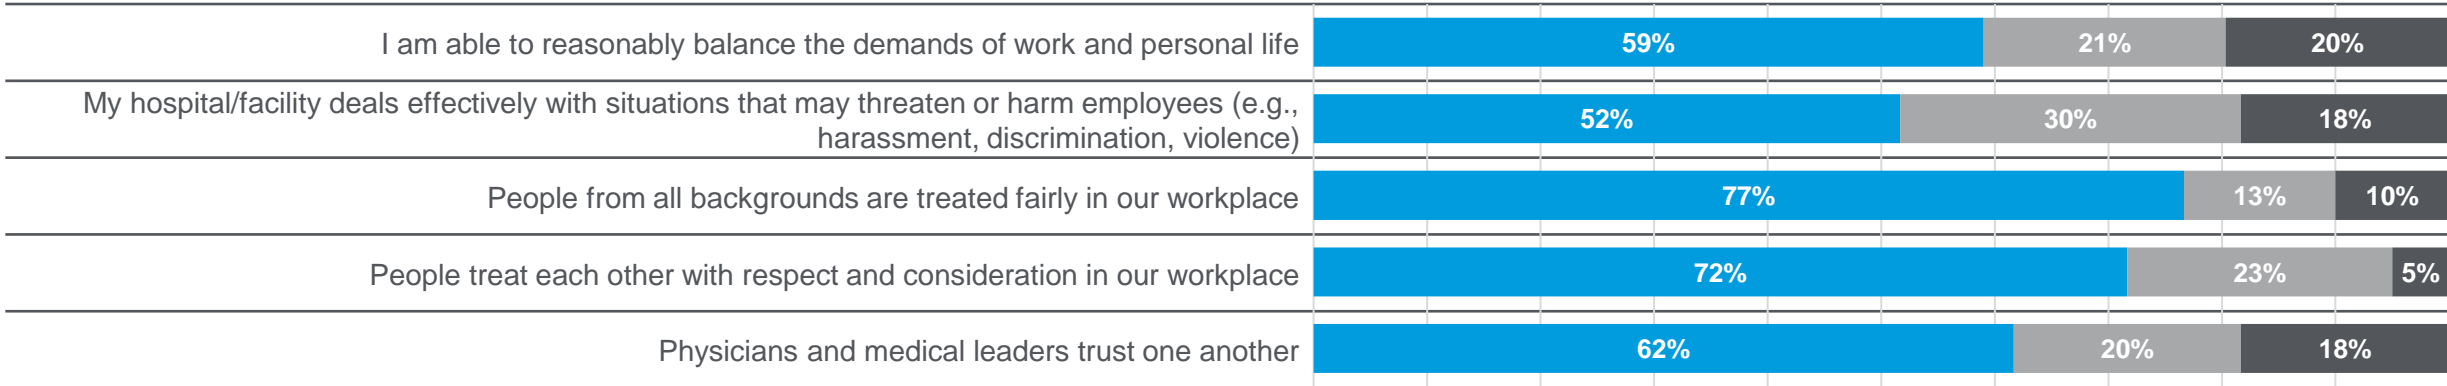 I am able to reasonably balance the demands of work and personal life
59% 21% 20%
My hospital/facility deals effectively with situations that may threaten or harm employees (e.g.,
harassment, discrimination, violence)
52% 30% 18%
People from all backgrounds are treated fairly in our workplace
77% 13% 10%
People treat each other with respect and consideration in our workplace
72% 23% 5%
Physicians and medical leaders trust one another
62% 20% 18%